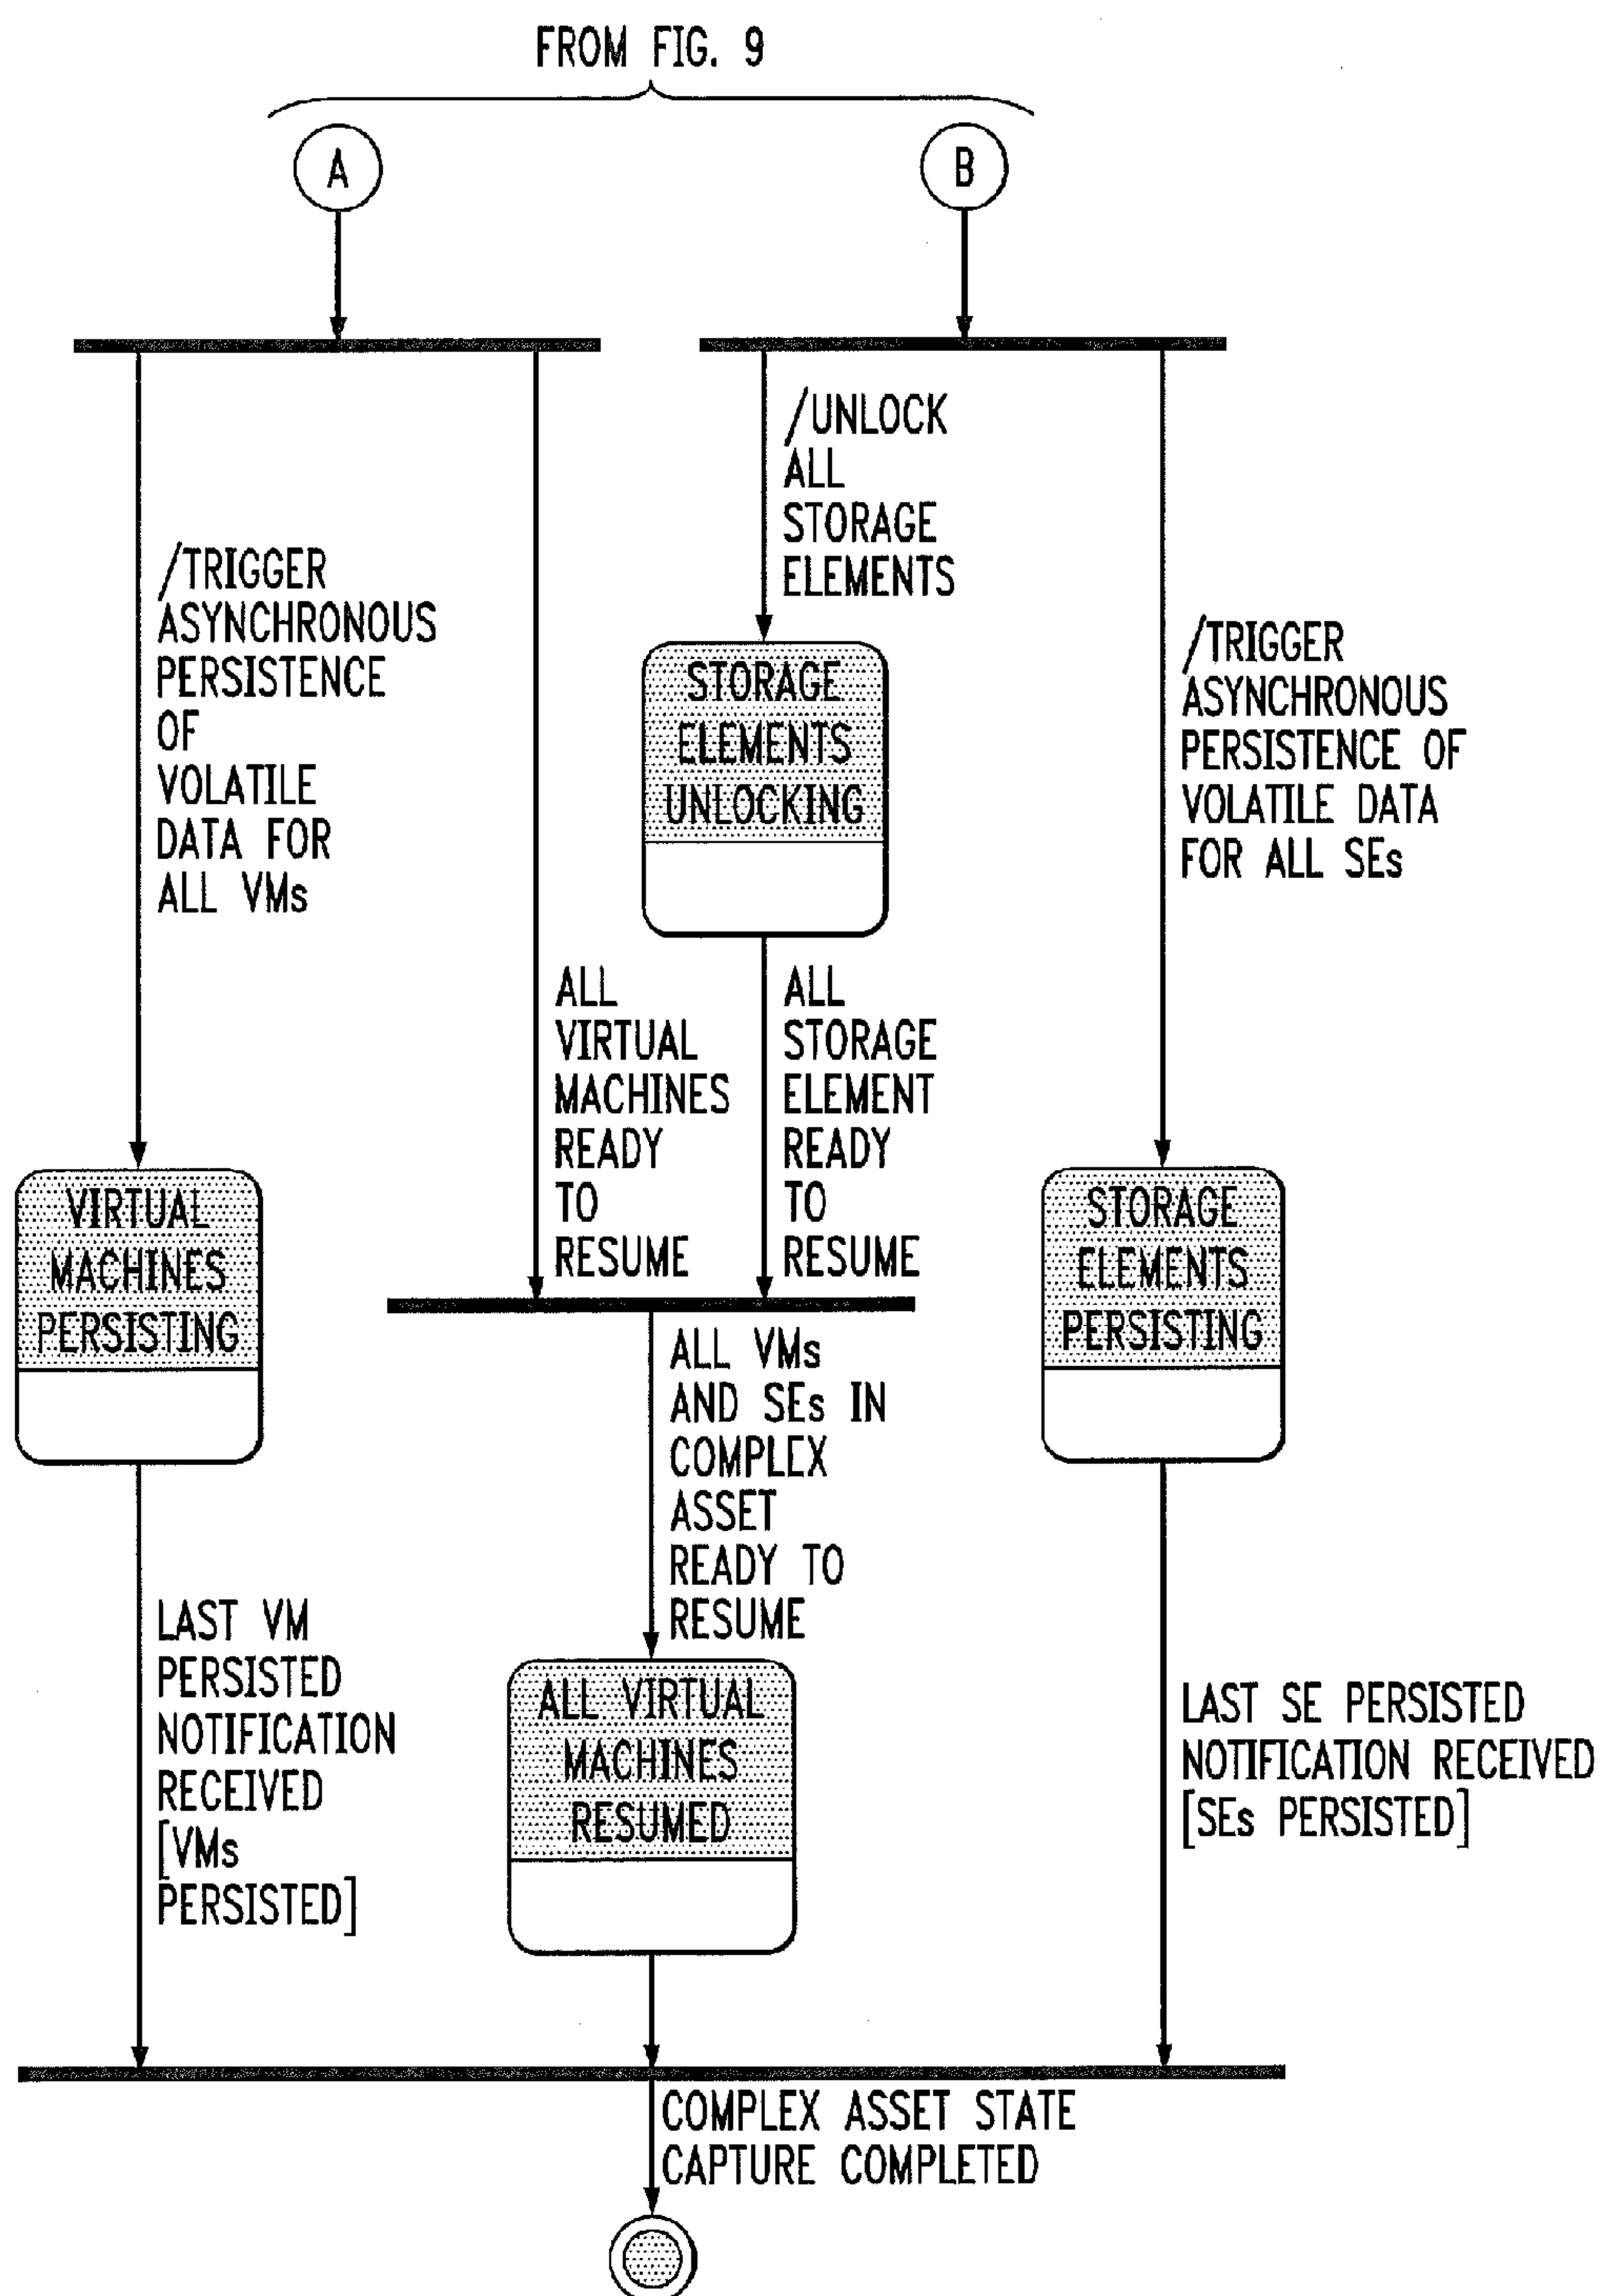 FROM FIG. 9
A
B
/UNLOCK
ALL
STORAGE
ELEMENTS
/TRIGGER
ASYNCHRONOUS
PERSISTENCE
OF
VOLATILE
DATA FOR
ALL VMs
/TRIGGER
ASYNCHRONOUS
PERSISTENCE OF
VOLATILE DATA
FOR ALL SEs
STORAGE
ELEMENTS
UNLOCKING
ALL
VIRTUAL
MACHINES
READY
TO
RESUME
ALL
STORAGE
ELEMENT
READY
TO
RESUME
VIRTUAL
MACHINES
PERSISTING
STORAGE
ELEMENTS
PERSISTING
ALL VMs
AND SEs IN
COMPLEX
ASSET
READY TO
RESUME
LAST VM
PERSISTED
NOTIFICATION
RECEIVED
[VMs
PERSISTED]
ALL VIRTUAL
MACHINES
RESUMED
LAST SE PERSISTED
NOTIFICATION RECEIVED
[SEs PERSISTED]
COMPLEX ASSET STATE
CAPTURE COMPLETED